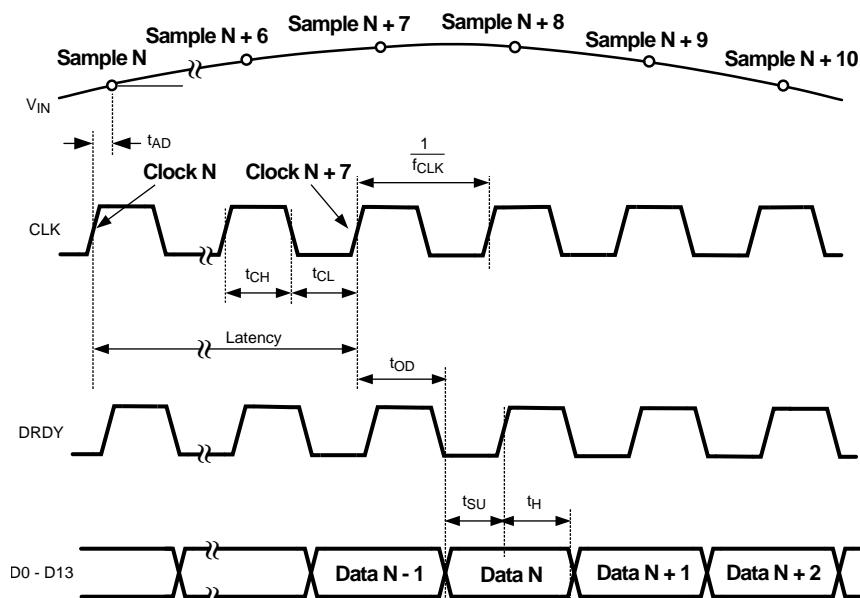 Sample N
Sample N + 6
Sample N + 7
Sample N + 8
Sample N + 9
Sample N + 10
VIN
tAD
Clock N
Clock N + 7
1
fCLK
CLK
tCH
tCL
Latency
tOD
DRDY
tSU
tH
D0 - D13
Data N - 1
Data N
Data N + 1
Data N + 2